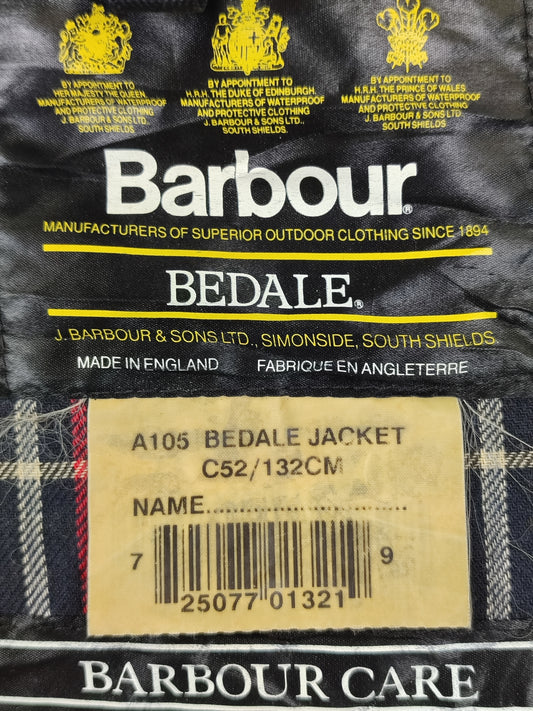 BY APPOINTMENT TO
HER MAJESTY THE QUEEN
MANUFACTURERS OF WATERPROOF
AND PROTECTIVE CLOTHING
J. BARBOUR & SONS LTD.
SOUTH SHIELDS
BY APPOINTMENT TO
H.R.H. THE DUKE OF EDINBURGH.
MANUFACTURERS OF WATERPROOF
AND PROTECTIVE CLOTHING
J. BARBOUR & SONS LTD..
SOUTH SHIELDS.
BY APPOINTMENT TO
H.R.H. THE PRINCE OF WALES
MANUFACTURERS OF WATERPROOF
AND PROTECTIVE CLOTHING
J. BARBOUR & SONS LTD.
SOUTH SHIELDS
Barbour®
MANUFACTURERS OF SUPERIOR OUTDOOR CLOTHING SINCE 1894
BEDALE®
J. BARBOUR & SONS LTD., SIMONSIDE, SOUTH SHIELDS.
MADE IN ENGLAND FABRIQUE EN ANGLETERRE
A105 BEDALE JACKET
C52/132CM
NAME..............................
7 25077 01321 9
BARBOUR CARE